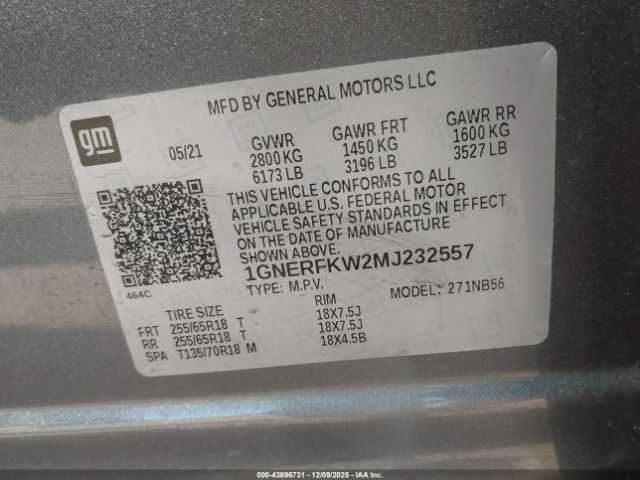 MFD BY GENERAL MOTORS LLC
gm
05/21 GVWR GAWR FRT GAWR RR
2800 KG 1450 KG 1600 KG
6173 LB 3196 LB 3527 LB
THIS VEHICLE CONFORMS TO ALL
APPLICABLE U.S. FEDERAL MOTOR
VEHICLE SAFETY STANDARDS IN EFFECT
ON THE DATE OF MANUFACTURE
SHOWN ABOVE.
1GNERFKW2MJ232557
464C TYPE: M.P.V. MODEL: 271NB56
TIRE SIZE RIM
FRT 255/65R18 T 18X7.5J
RR 255/65R18 T 18X7.5J
SPA T135/70R18 M 18X4.5B
000-43896731 - 12/09/2025 - IAA Inc.